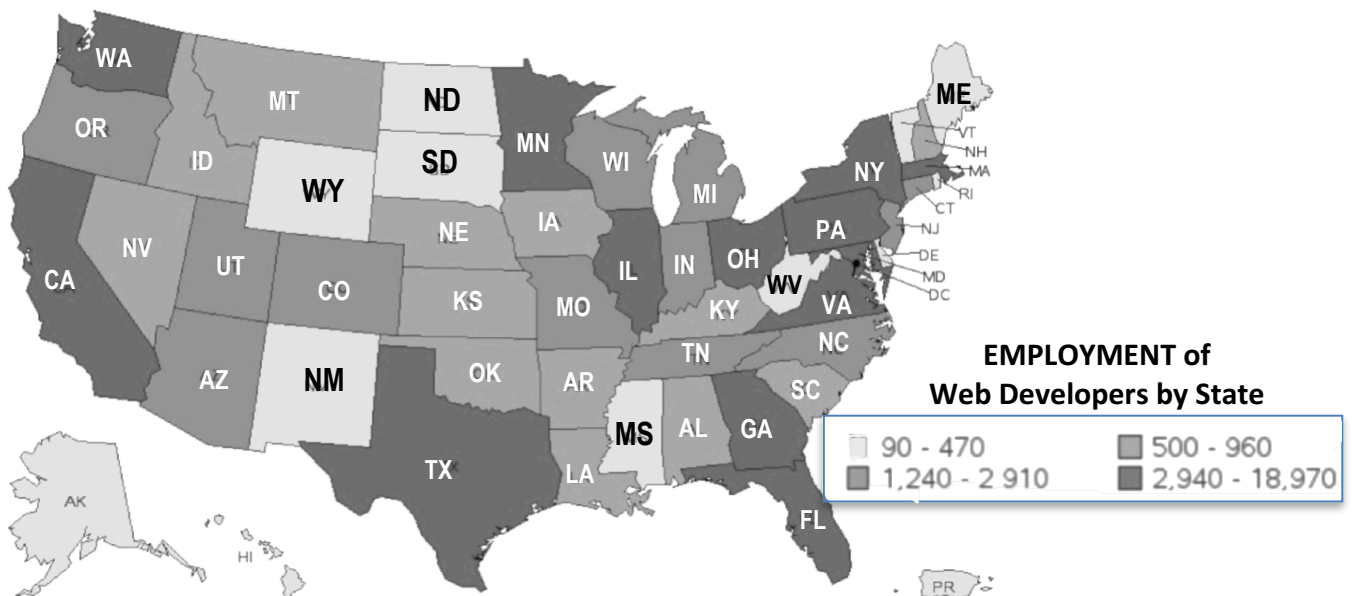 WA
MT
ND
ME
OR
MN
VT
ID
SD
WI
NH
NY
MA
WY
MI
RI
CT
NE
IA
PA
NJ
NV
UT
IL
IN
OH
DE
CA
CO
MD
WV
DC
KS
MO
KY
VA
NC
TN
AZ
NM
OK
AR
SC
EMPLOYMENT of
Web Developers by State
MS
AL
GA
90 - 470
500 - 960
TX
LA
1,240 - 2 910
2,940 - 18,970
AK
FL
HI
PR